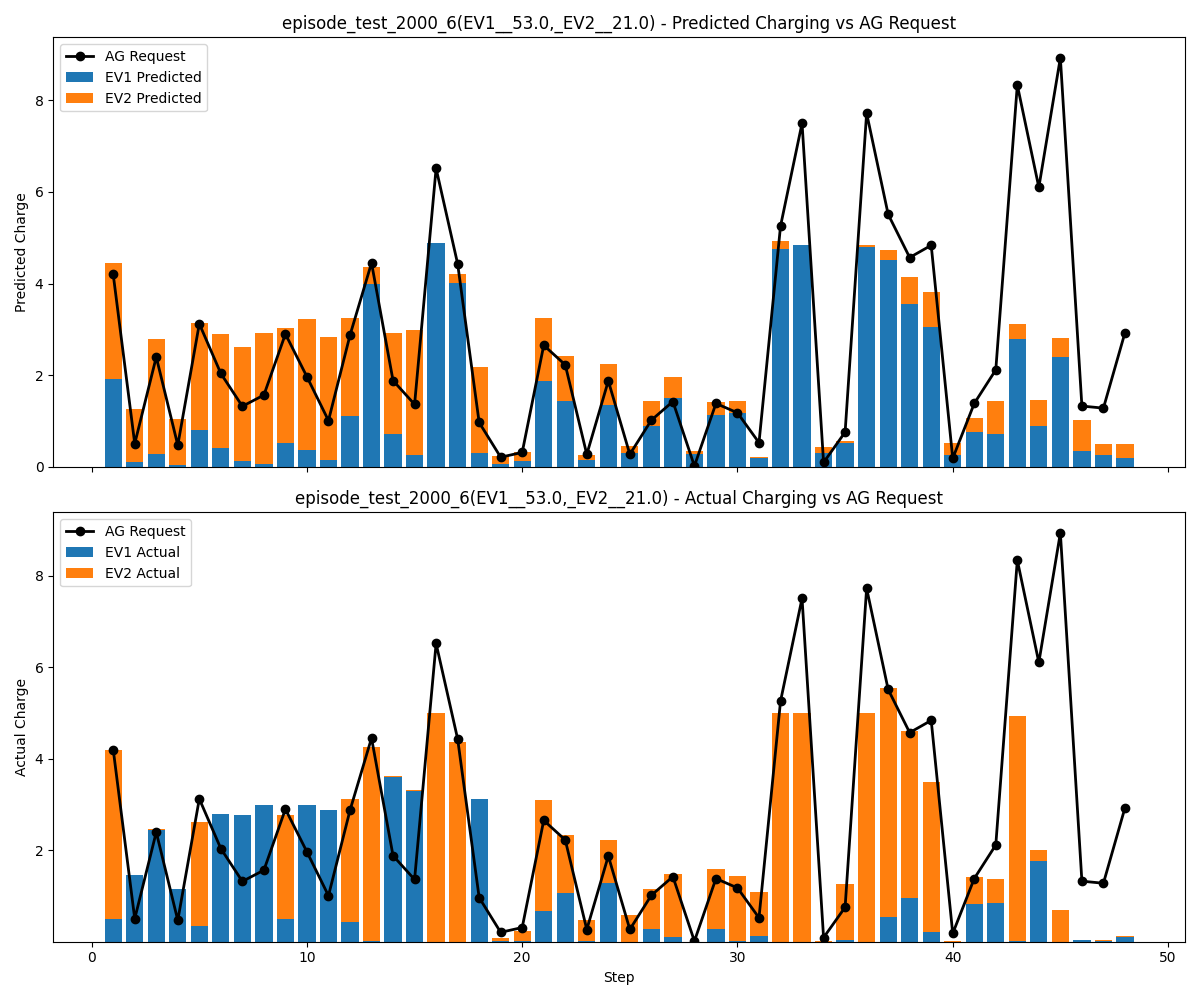 episode_test_2000_6(EV1__53.0,_EV2__21.0) - Predicted Charging vs AG Request
AG Request
EV1 Predicted
EV2 Predicted
Predicted Charge
8
6
4
2
0
episode_test_2000_6(EV1__53.0,_EV2__21.0) - Actual Charging vs AG Request
AG Request
EV1 Actual
EV2 Actual
Actual Charge
8
6
4
2
0
10
20
30
40
50
Step